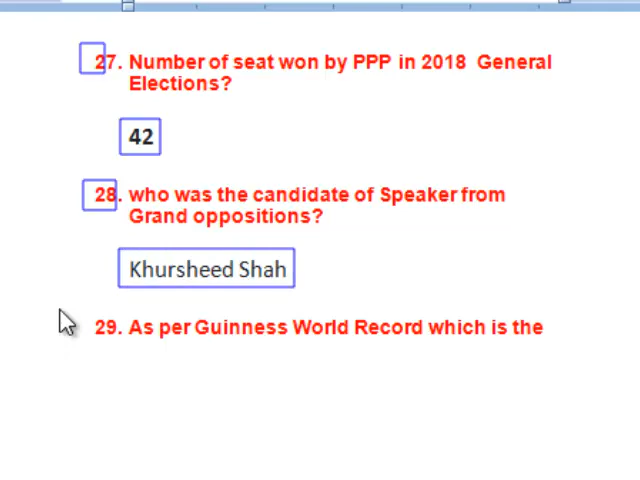 27. Number of seat won by PPP in 2018 General
Elections?
42
28. who was the candidate of Speaker from
Grand oppositions?
Khursheed Shah
29. As per Guinness World Record which is the